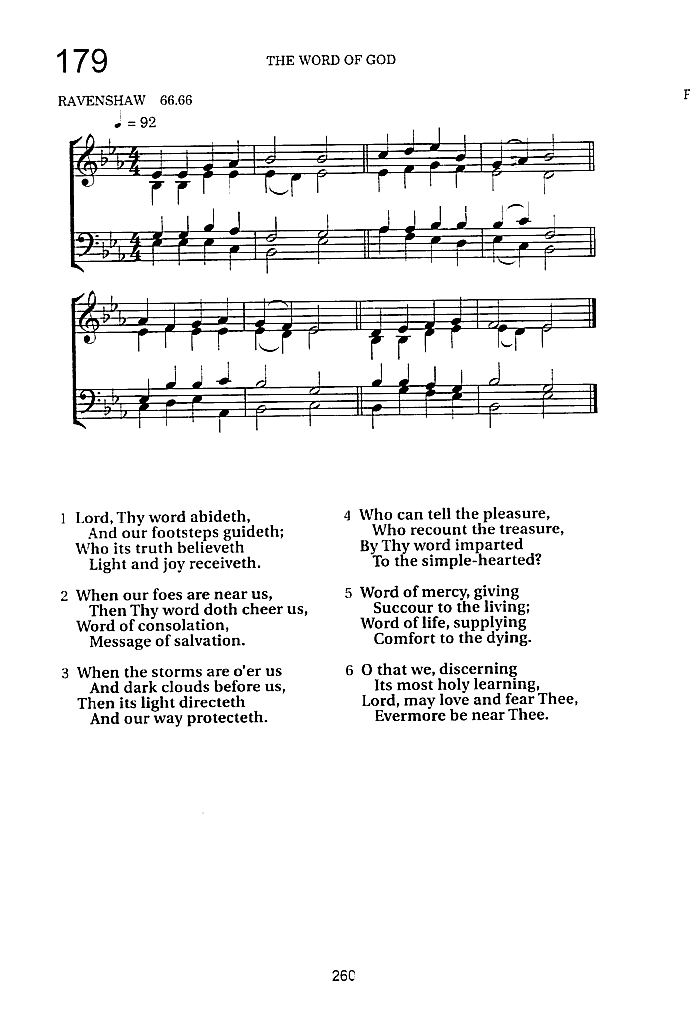 179
THE WORD OF GOD
RAVENSHAW 66.66
♩ = 92
F
1 Lord, Thy word abideth,
And our footsteps guideth;
Who its truth believeth
Light and joy receiveth.
2 When our foes are near us,
Then Thy word doth cheer us,
Word of consolation,
Message of salvation.
3 When the storms are o'er us
And dark clouds before us,
Then its light directeth
And our way protecteth.
4 Who can tell the pleasure,
Who recount the treasure,
By Thy word imparted
To the simple-hearted?
5 Word of mercy, giving
Succour to the living;
Word of life, supplying
Comfort to the dying.
6 O that we, discerning
Its most holy learning,
Lord, may love and fear Thee,
Evermore be near Thee.
260